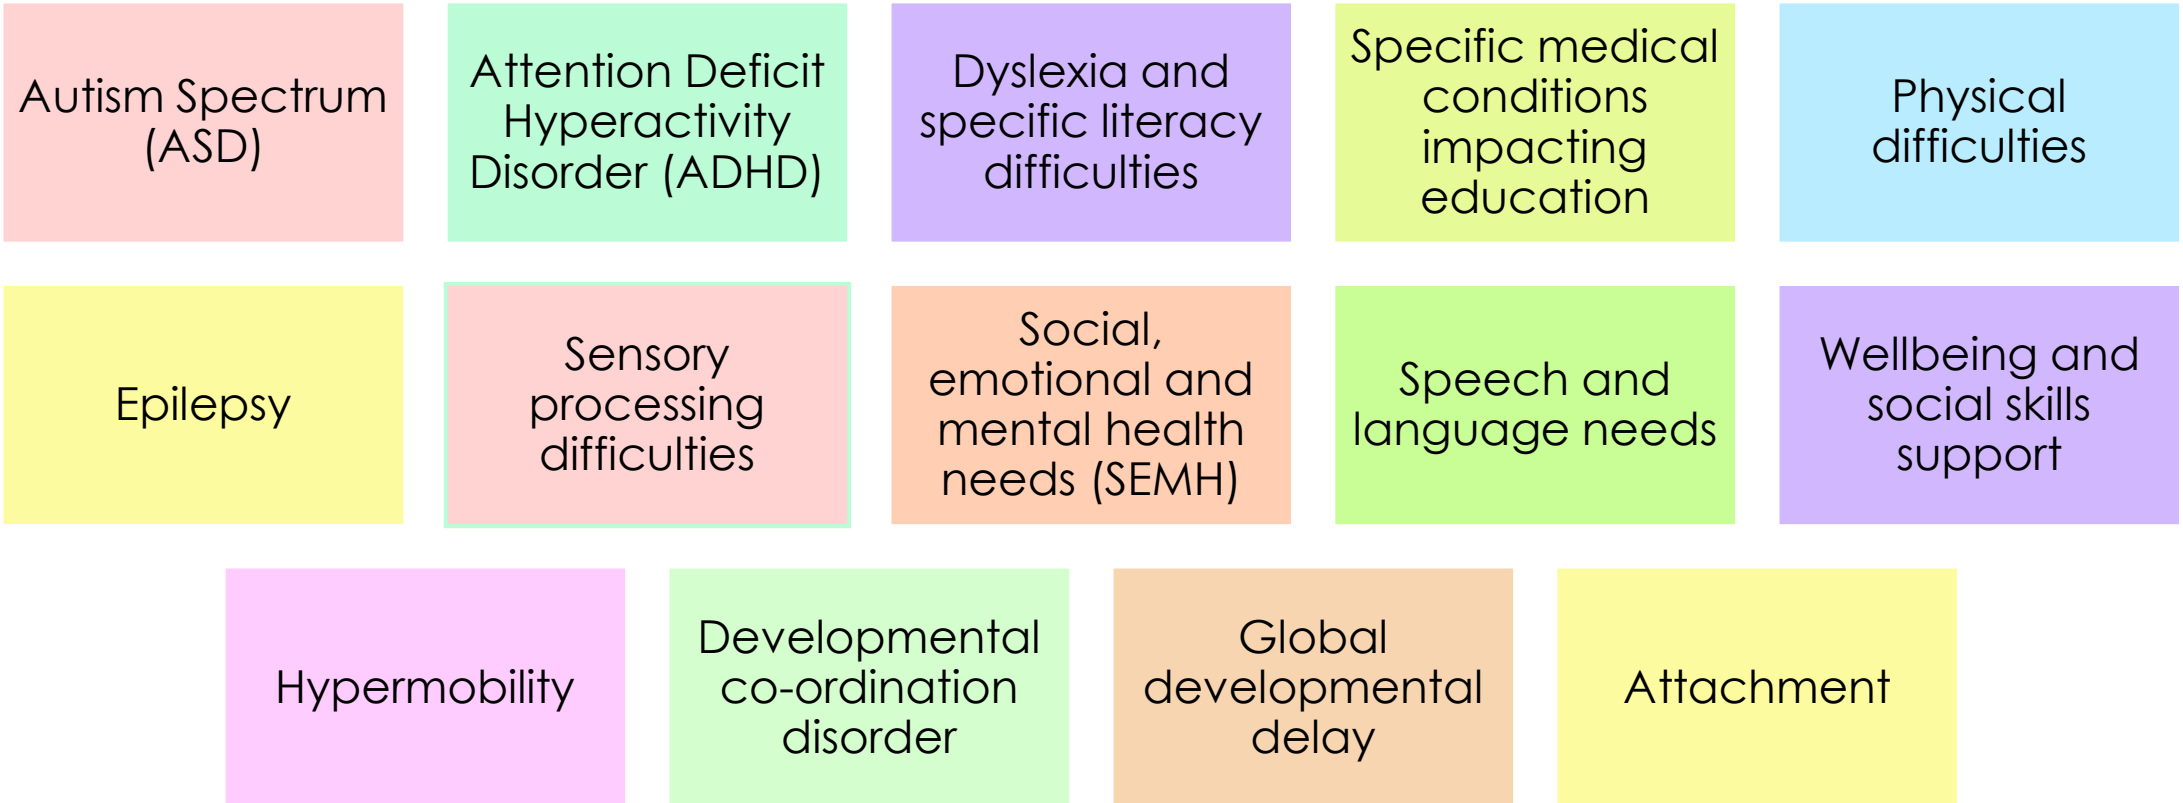 Autism Spectrum
(ASD)
Attention Deficit
Hyperactivity
Disorder (ADHD)
Dyslexia and
specific literacy
difficulties
Specific medical
conditions
impacting
education
Physical
difficulties
Epilepsy
Sensory
processing
difficulties
Social,
emotional and
mental health
needs (SEMH)
Speech and
language needs
Wellbeing and
social skills
support
Hypermobility
Developmental
co-ordination
disorder
Global
developmental
delay
Attachment